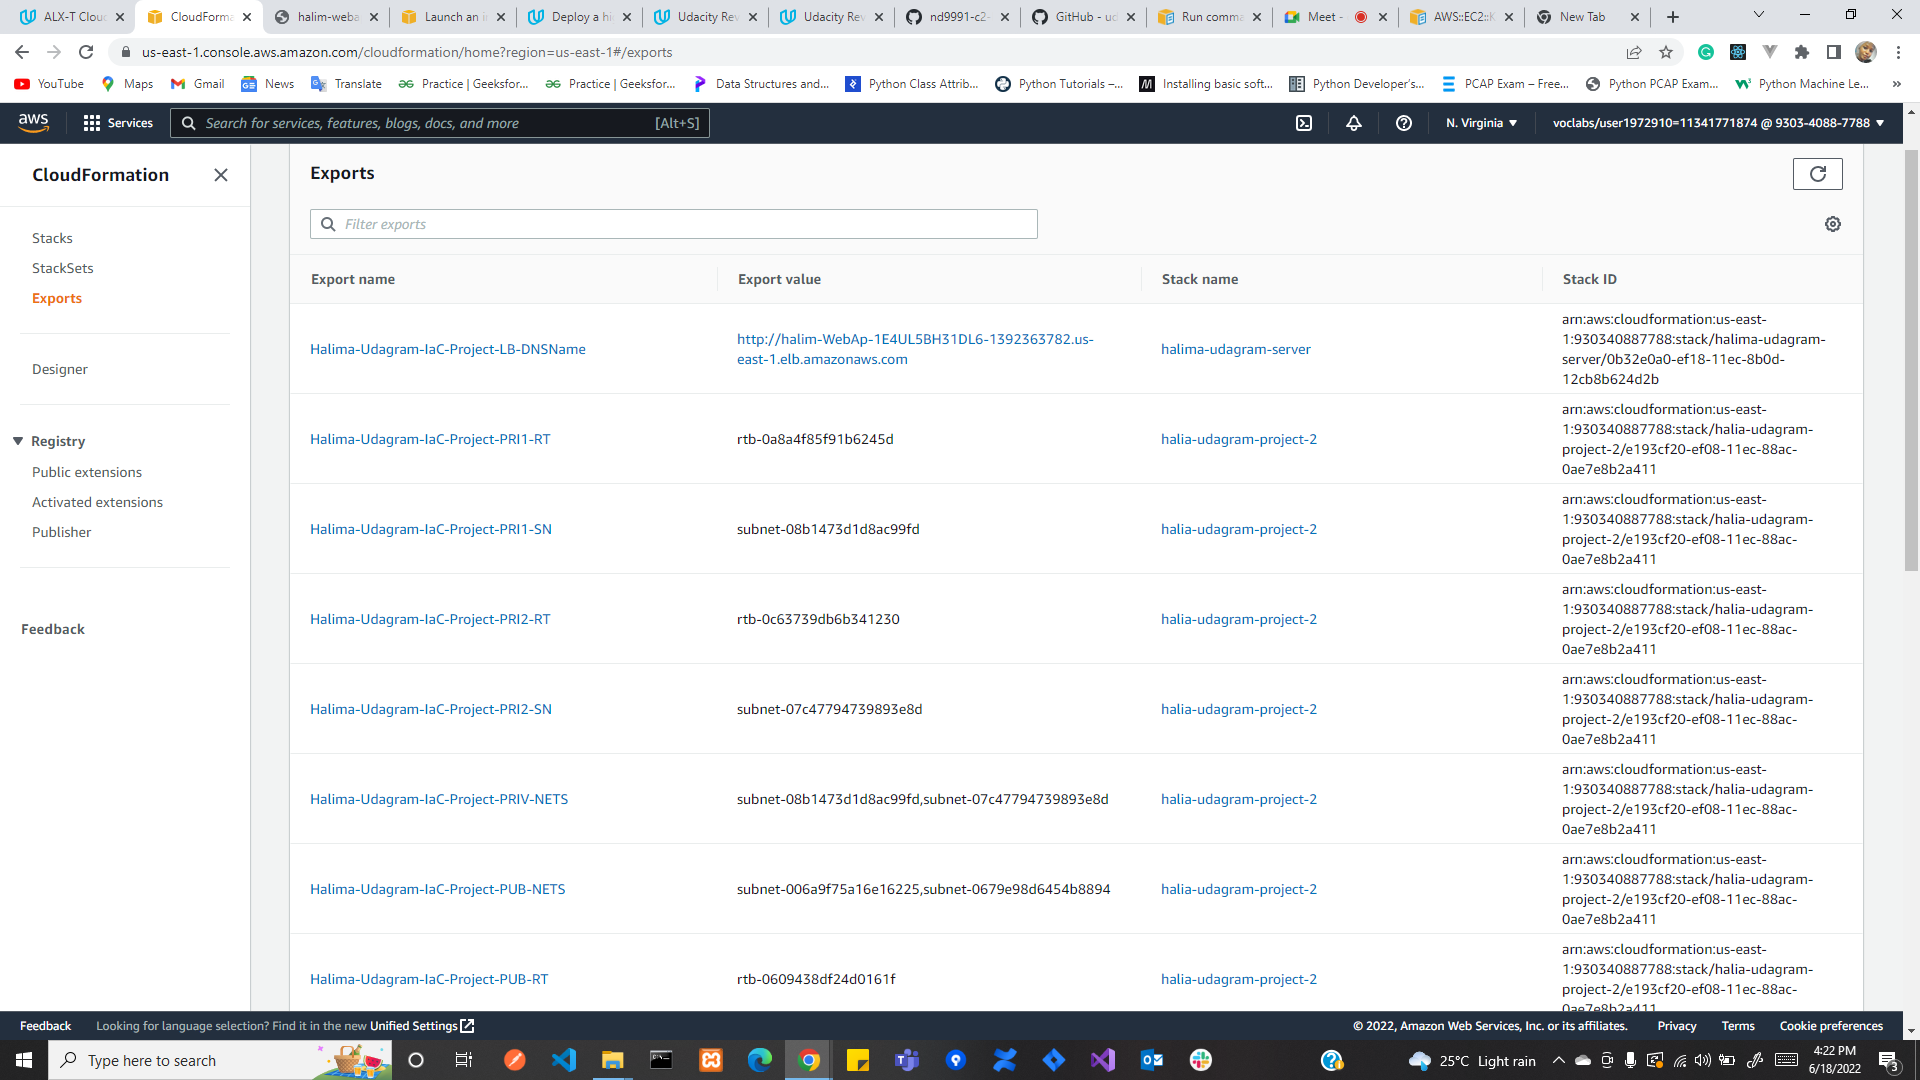 ALX-T Clou
CloudForma
halim-weba
Launch an i
Deploy a hi
Udacity Rev
Udacity Rev
nd9991-c2-
GitHub - ud
Run comma
Meet -
AWS::EC2::K
New Tab
us-east-1.console.aws.amazon.com/cloudformation/home?region=us-east-1#/exports
YouTube
Maps
Gmail
News
Translate
Practice | Geeksfor...
Practice | Geeksfor...
Data Structures and...
Python Class Attrib...
Python Tutorials –...
Installing basic soft...
Python Developer's...
PCAP Exam – Free...
Python PCAP Exam...
Python Machine Le...
aws
Services
Search for services, features, blogs, docs, and more
[Alt+S]
N. Virginia
voclabs/user1972910=11341771874 @ 9303-4088-7788
CloudFormation
Stacks
StackSets
Exports
Designer
Registry
Public extensions
Activated extensions
Publisher
Feedback
Exports
Filter exports
Export name
Export value
Stack name
Stack ID
Halima-Udagram-IaC-Project-LB-DNSName
http://halim-WebAp-1E4UL5BH31DL6-1392363782.us-
east-1.elb.amazonaws.com
halima-udagram-server
arn:aws:cloudformation:us-east-
1:930340887788:stack/halima-udagram-
server/0b32e0a0-ef18-11ec-8b0d-
12cb8b624d2b
Halima-Udagram-IaC-Project-PRI1-RT
rtb-0a8a4f85f91b6245d
halia-udagram-project-2
arn:aws:cloudformation:us-east-
1:930340887788:stack/halia-udagram-
project-2/e193cf20-ef08-11ec-88ac-
0ae7e8b2a411
Halima-Udagram-IaC-Project-PRI1-SN
subnet-08b1473d1d8ac99fd
halia-udagram-project-2
arn:aws:cloudformation:us-east-
1:930340887788:stack/halia-udagram-
project-2/e193cf20-ef08-11ec-88ac-
0ae7e8b2a411
Halima-Udagram-IaC-Project-PRI2-RT
rtb-0c63739db6b341230
halia-udagram-project-2
arn:aws:cloudformation:us-east-
1:930340887788:stack/halia-udagram-
project-2/e193cf20-ef08-11ec-88ac-
0ae7e8b2a411
Halima-Udagram-IaC-Project-PRI2-SN
subnet-07c47794739893e8d
halia-udagram-project-2
arn:aws:cloudformation:us-east-
1:930340887788:stack/halia-udagram-
project-2/e193cf20-ef08-11ec-88ac-
0ae7e8b2a411
Halima-Udagram-IaC-Project-PRIV-NETS
subnet-08b1473d1d8ac99fd,subnet-07c47794739893e8d
halia-udagram-project-2
arn:aws:cloudformation:us-east-
1:930340887788:stack/halia-udagram-
project-2/e193cf20-ef08-11ec-88ac-
0ae7e8b2a411
Halima-Udagram-IaC-Project-PUB-NETS
subnet-006a9f75a16e16225,subnet-0679e98d6454b8894
halia-udagram-project-2
arn:aws:cloudformation:us-east-
1:930340887788:stack/halia-udagram-
project-2/e193cf20-ef08-11ec-88ac-
0ae7e8b2a411
Halima-Udagram-IaC-Project-PUB-RT
rtb-0609438df24d0161f
halia-udagram-project-2
arn:aws:cloudformation:us-east-
1:930340887788:stack/halia-udagram-
project-2/e193cf20-ef08-11ec-88ac-
0ae7e8b2a411
Feedback
Looking for language selection? Find it in the new Unified Settings
© 2022, Amazon Web Services, Inc. or its affiliates.
Privacy
Terms
Cookie preferences
Type here to search
25°C Light rain
4:22 PM
6/18/2022
3